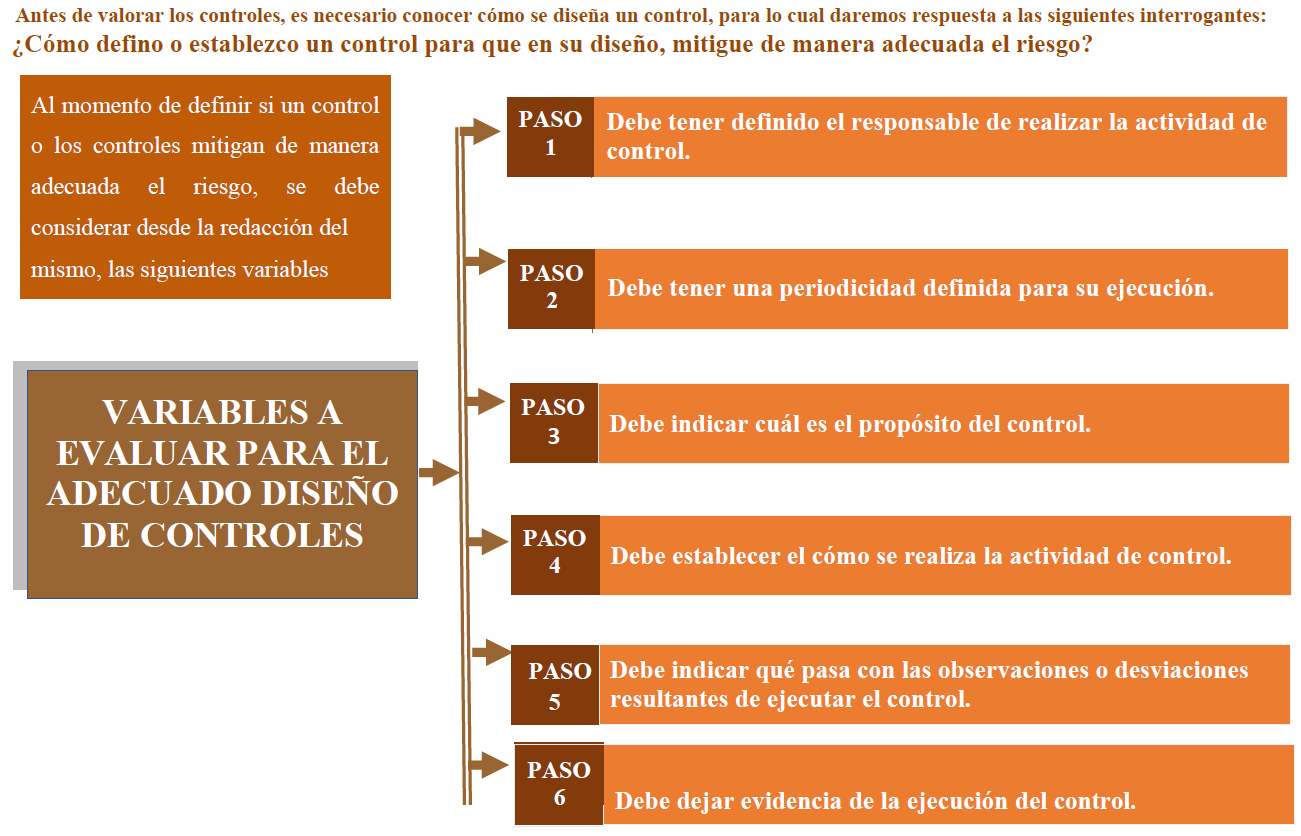 Antes de valorar los controles, es necesario conocer cómo se diseña un control, para lo cual daremos respuesta a las siguientes interrogantes:
¿Cómo defino o establezco un control para que en su diseño, mitigue de manera adecuada el riesgo?
Al momento de definir si un control
o los controles mitigan de manera
adecuada el riesgo, se debe
considerar desde la redacción del
mismo, las siguientes variables
VARIABLES A
EVALUAR PARA EL
ADECUADO DISEÑO
DE CONTROLES
PASO
1
Debe tener definido el responsable de realizar la actividad de
control.
PASO
2
Debe tener una periodicidad definida para su ejecución.
PASO
3
Debe indicar cuál es el propósito del control.
PASO
4
Debe establecer el cómo se realiza la actividad de control.
PASO
5
Debe indicar qué pasa con las observaciones o desviaciones
resultantes de ejecutar el control.
PASO
6
Debe dejar evidencia de la ejecución del control.